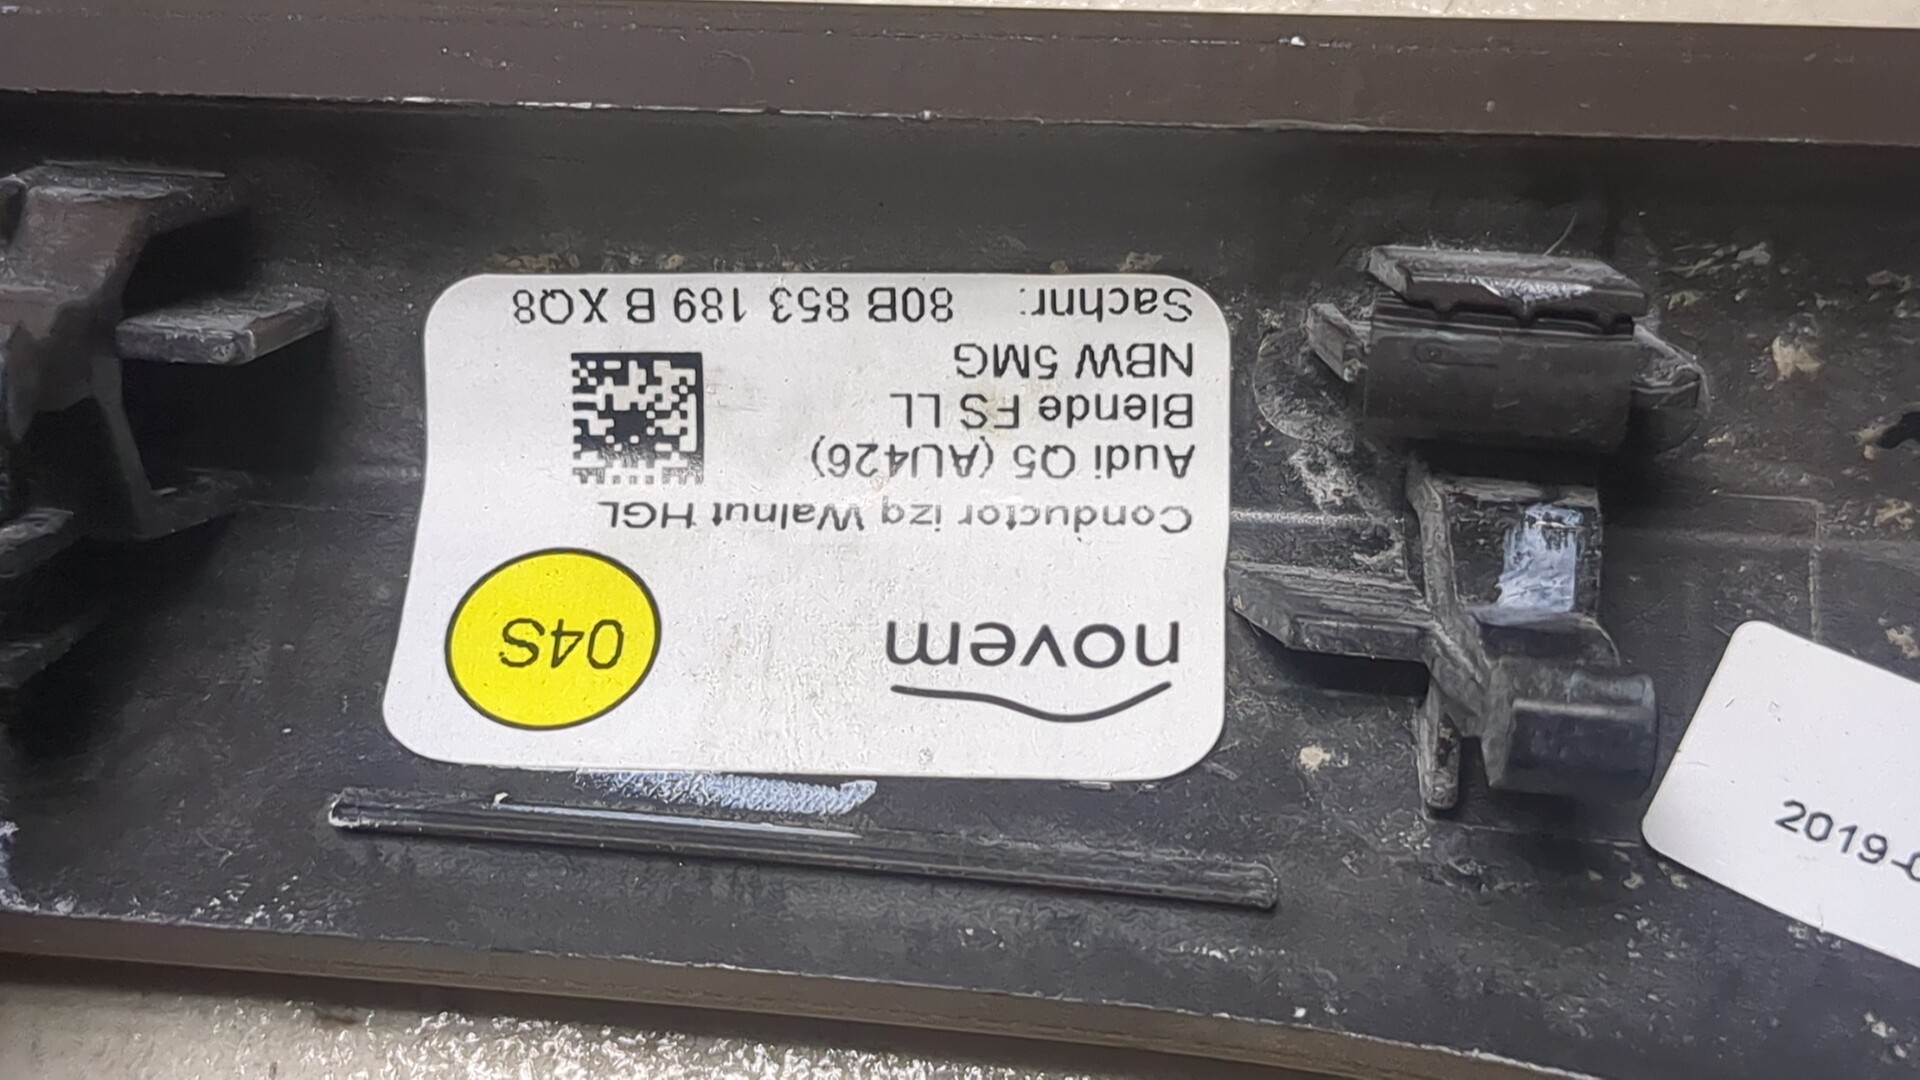 novem
04S
Conductor izq Walnut HGL
Audi Q5 (AU426)
Blende FS LL
NBW 5MG
Sachnr: 80B 853 189 B XQ8
2019-0